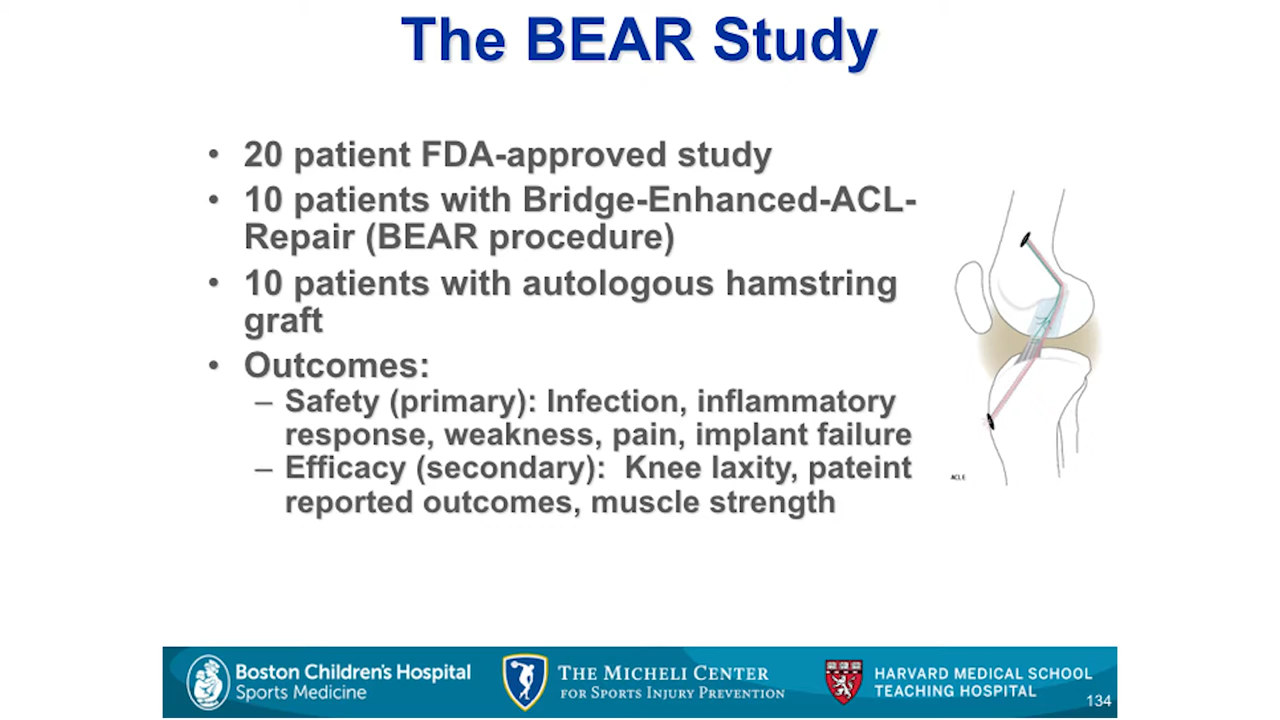 The BEAR Study
• 20 patient FDA-approved study
• 10 patients with Bridge-Enhanced-ACL-
Repair (BEAR procedure)
• 10 patients with autologous hamstring
graft
• Outcomes:
– Safety (primary): Infection, inflammatory
response, weakness, pain, implant failure
– Efficacy (secondary): Knee laxity, pateint
reported outcomes, muscle strength
Boston Children's Hospital
Sports Medicine
THE MICHELI CENTER
FOR SPORTS INJURY PREVENTION
HARVARD MEDICAL SCHOOL
TEACHING HOSPITAL
134